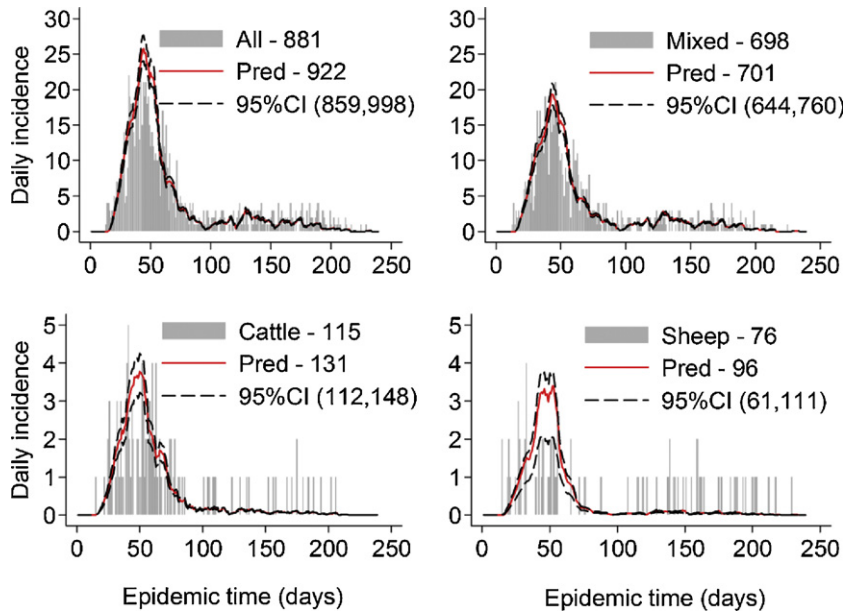 All - 881
Pred - 922
95%CI (859,998)
Daily incidence
30
25
20
15
10
5
0
0 50 100 150 200 250
Mixed - 698
Pred - 701
95%CI (644,760)
30
25
20
15
10
5
0
0 50 100 150 200 250
Cattle - 115
Pred - 131
95%CI (112,148)
Daily incidence
5
4
3
2
1
0
0 50 100 150 200 250
Epidemic time (days)
Sheep - 76
Pred - 96
95%CI (61,111)
5
4
3
2
1
0
0 50 100 150 200 250
Epidemic time (days)